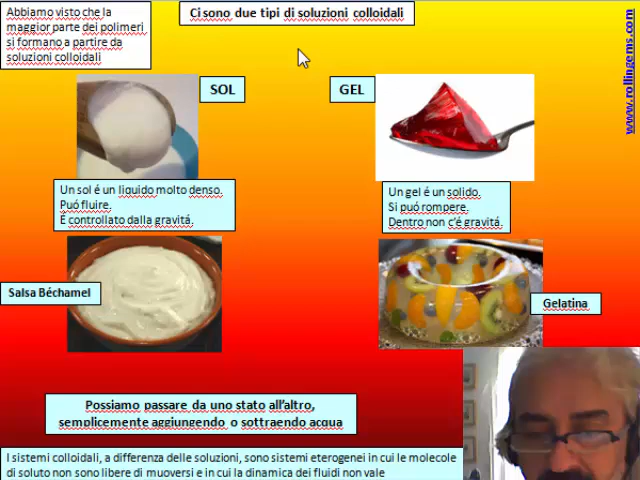 Abbiamo visto che la
maggior parte dei polimeri
si formano a partire da
soluzioni colloidali
Ci sono due tipi di soluzioni colloidali
www.rollingems.com
SOL
GEL
Un sol é un liquido molto denso.
Puó fluire.
É controllato dalla gravitá.
Un gel é un solido.
Si puó rompere.
Dentro non c'é gravitá.
Salsa Béchamel
Gelatina
Possiamo passare da uno stato all'altro,
semplicemente aggiungendo o sottraendo acqua
I sistemi colloidali, a differenza delle soluzioni, sono sistemi eterogenei in cui le molecole
di soluto non sono libere di muoversi e in cui la dinamica dei fluidi non vale